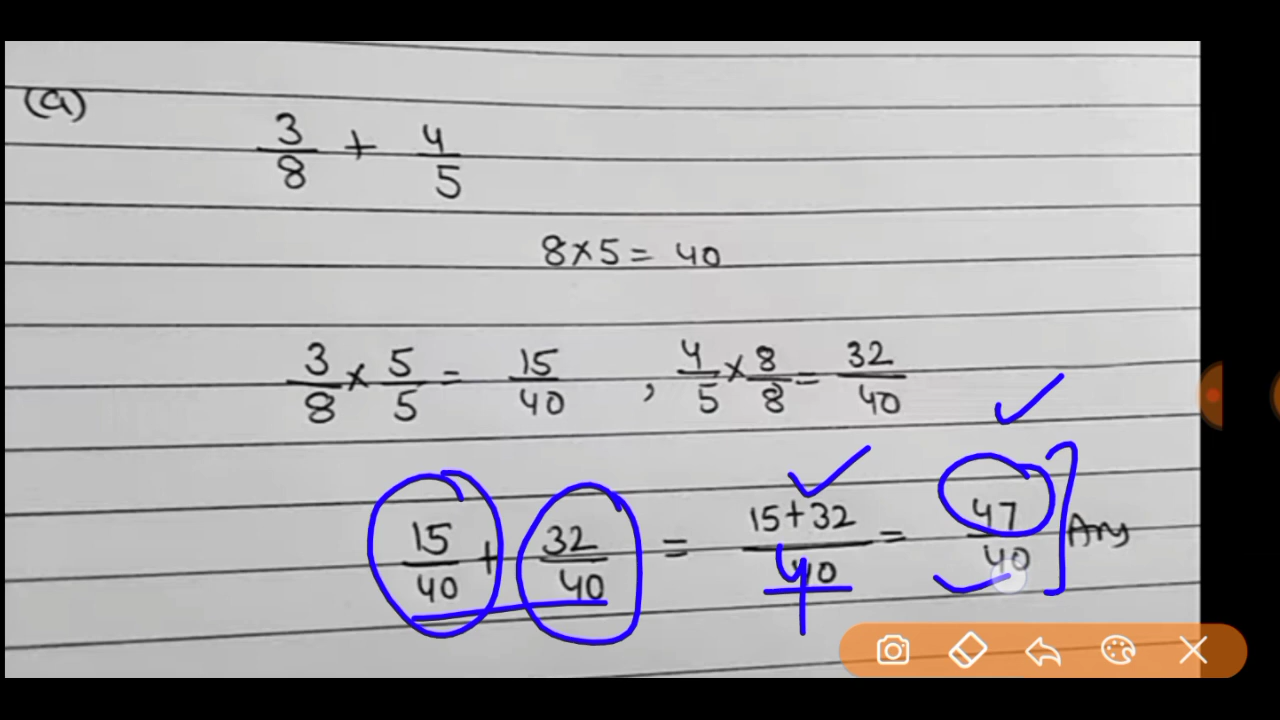 (a)
3/8 + 4/5
8×5= 40
3/8 × 5/5 = 15/40 , 4/5 × 8/8 = 32/40
15/40 + 32/40 = 15+32/40 = 47/40 Ans